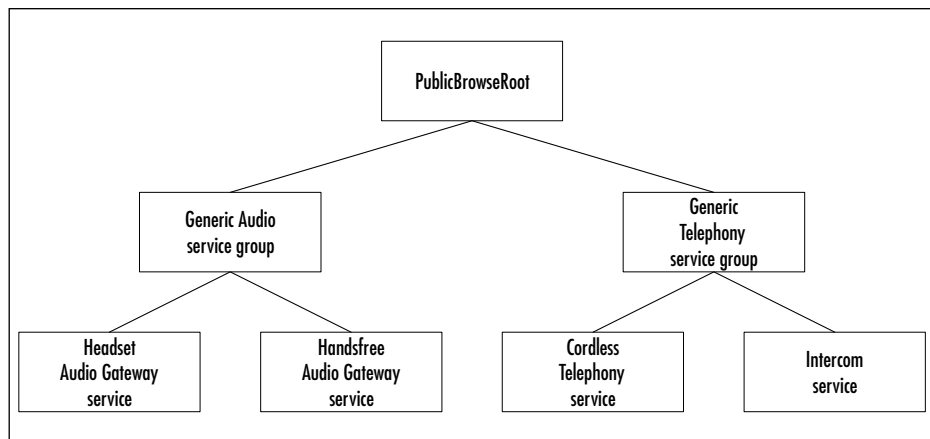 PublicBrowseRoot
Generic Audio
service group
Generic
Telephony
service group
Headset
Audio Gateway
service
Handsfree
Audio Gateway
service
Cordless
Telephony
service
Intercom
service